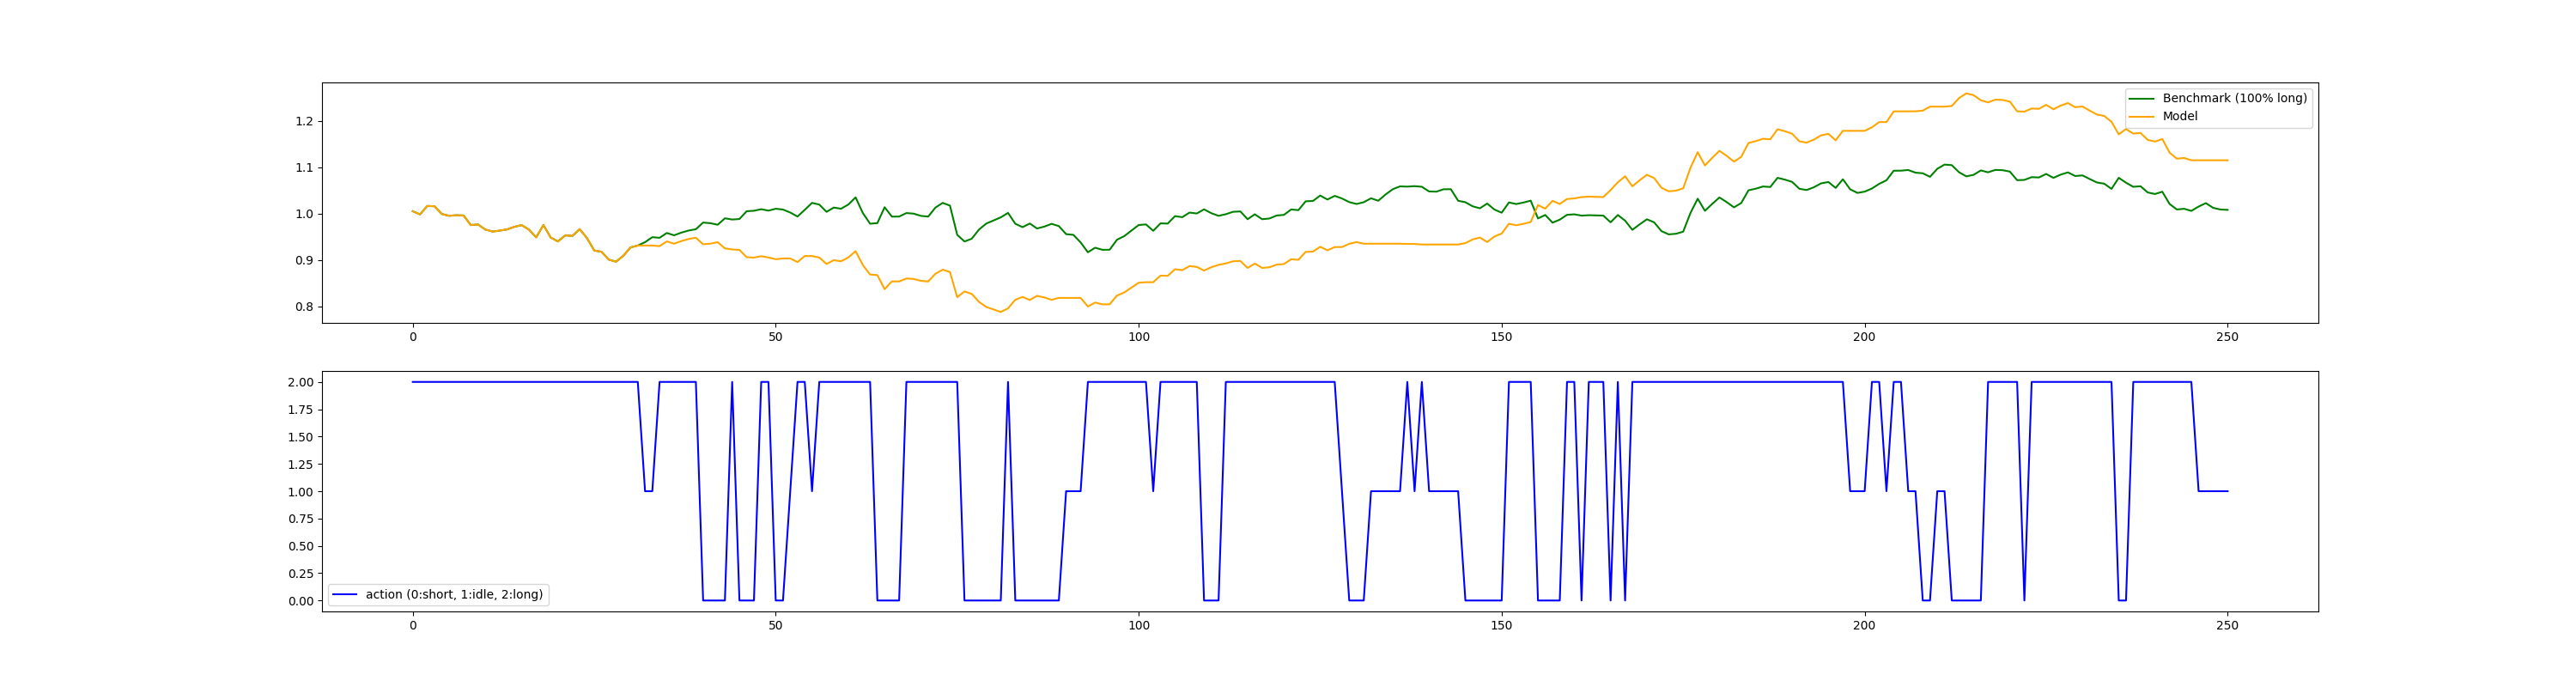 Benchmark (100% long)
Model
1.2
1.1
1.0
0.9
0.8
0 50 100 150 200 250
2.00
1.75
1.50
1.25
1.00
0.75
0.50
0.25
0.00
action (0:short, 1:idle, 2:long)
0 50 100 150 200 250